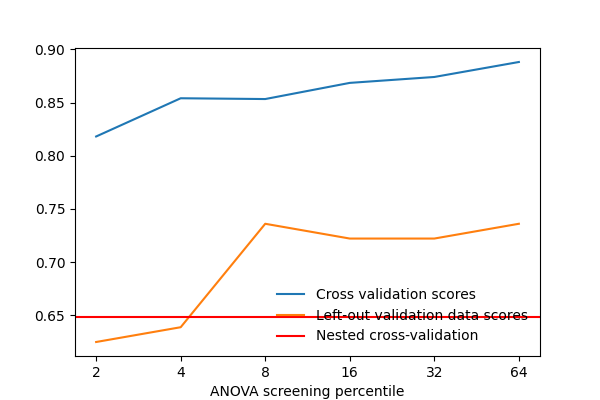 0.90
0.85
0.80
0.75
0.70
0.65
Cross validation scores
Left-out validation data scores
Nested cross-validation
2 4 8 16 32 64
ANOVA screening percentile